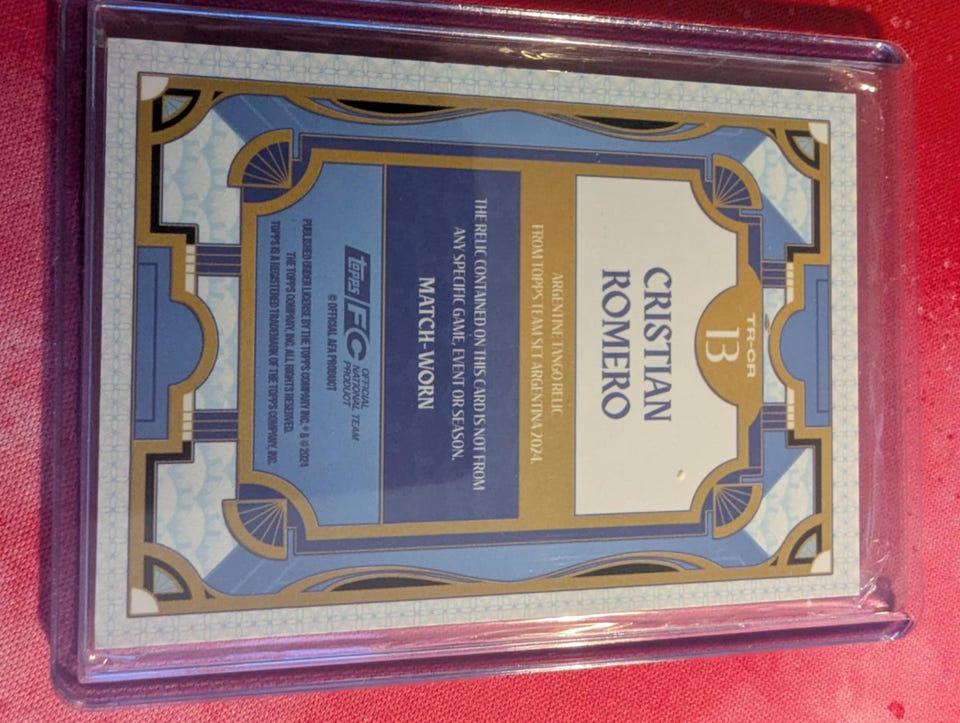 TR-CR
13
CRISTIAN
ROMERO
ARGENTINE TANGO RELIC
FROM TOPPS TEAM SET ARGENTINA 2024.
THE RELIC CONTAINED ON THIS CARD IS NOT FROM
ANY SPECIFIC GAME, EVENT OR SEASON.
MATCH-WORN
topps FC OFFICIAL
NATIONAL TEAM
PRODUCT
© OFFICIAL AFA PRODUCT
PUBLISHED UNDER LICENSE BY THE TOPPS COMPANY INC. ® & © 2024
THE TOPPS COMPANY, INC. ALL RIGHTS RESERVED.
TOPPS IS A REGISTERED TRADEMARK OF THE TOPPS COMPANY, INC.